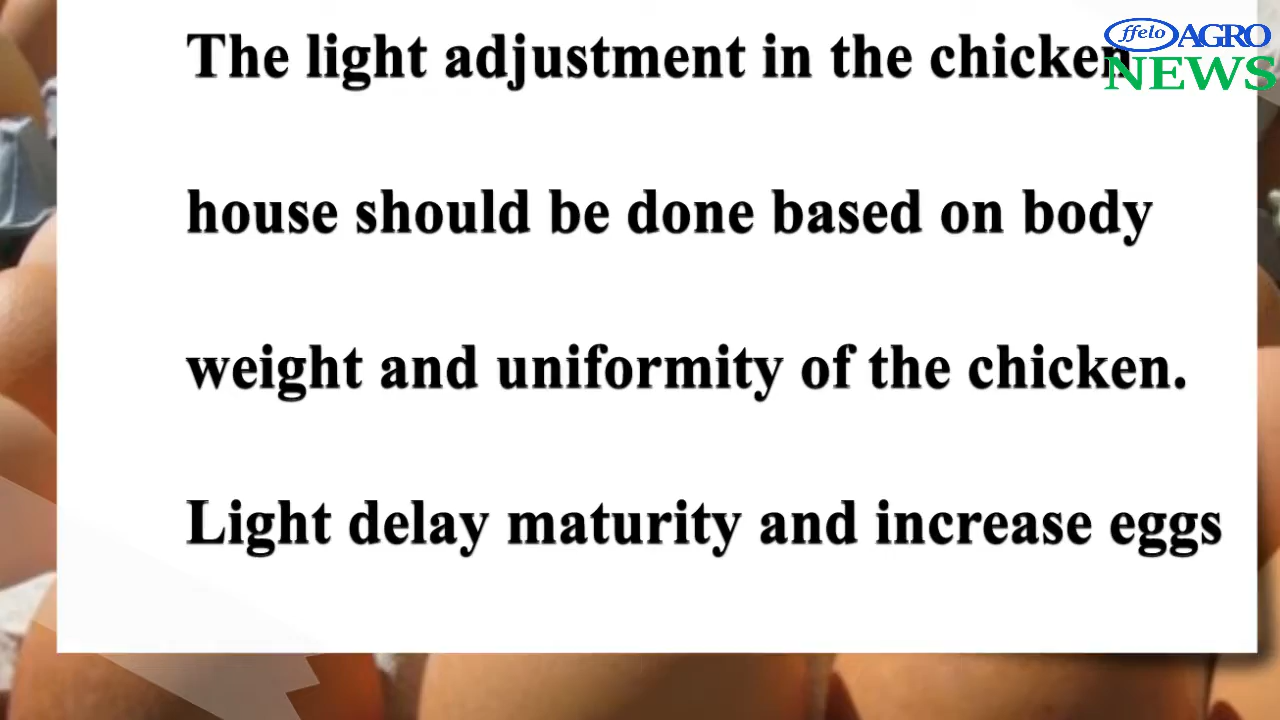 The light adjustment in the chicken
house should be done based on body
weight and uniformity of the chicken.
Light delay maturity and increase eggs
ffelo AGRO
NEWS